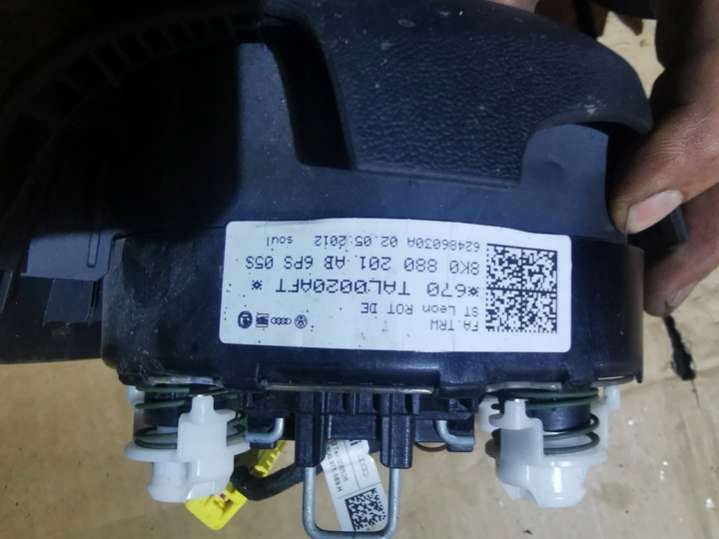 FA.TRW
ST Leon ROT DE
*670 TAL0020AFT *
8K0 880 201 AB 6PS 05S
62486030A 02.05.2012 soul